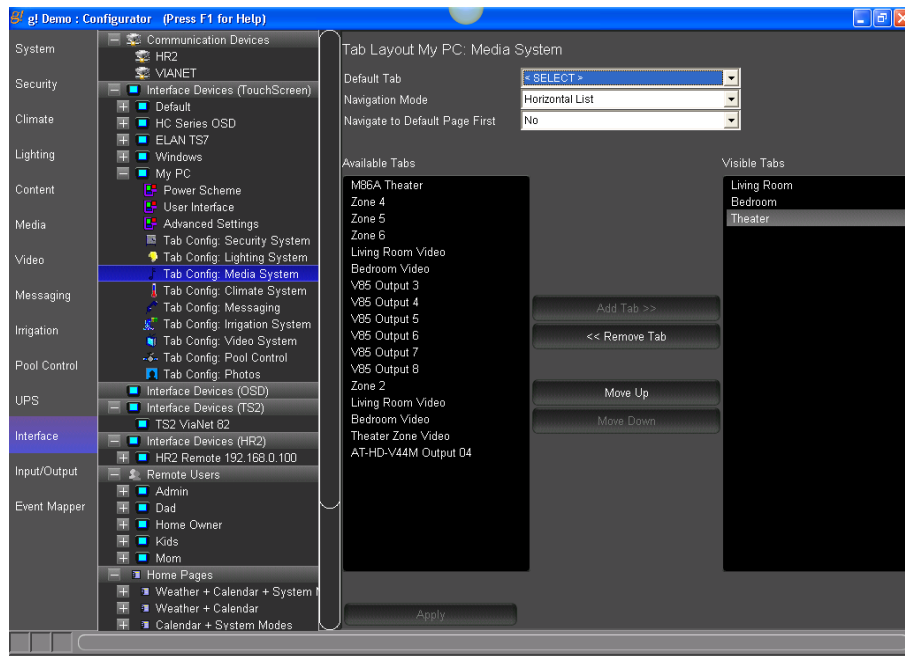 g! Demo : Configurator (Press F1 for Help)
System
Security
Climate
Lighting
Content
Media
Video
Messaging
Irrigation
Pool Control
UPS
Interface
Input/Output
Event Mapper
Communication Devices
HR2
VIANET
Interface Devices (TouchScreen)
Default
HC Series OSD
ELAN TS7
Windows
My PC
Power Scheme
User Interface
Advanced Settings
Tab Config: Security System
Tab Config: Lighting System
Tab Config: Media System
Tab Config: Climate System
Tab Config: Messaging
Tab Config: Irrigation System
Tab Config: Video System
Tab Config: Pool Control
Tab Config: Photos
Interface Devices (OSD)
Interface Devices (TS2)
TS2 ViaNet 82
Interface Devices (HR2)
HR2 Remote 192.168.0.100
Remote Users
Admin
Dad
Home Owner
Kids
Mom
Home Pages
Weather + Calendar + System
Weather + Calendar
Calendar + System Modes
Tab Layout My PC: Media System
Default Tab < SELECT >
Navigation Mode Horizontal List
Navigate to Default Page First No
Available Tabs
M86A Theater
Zone 4
Zone 5
Zone 6
Living Room Video
Bedroom Video
V85 Output 3
V85 Output 4
V85 Output 5
V85 Output 6
V85 Output 7
V85 Output 8
Zone 2
Living Room Video
Bedroom Video
Theater Zone Video
AT-HD-V44M Output 04
Add Tab >>
<< Remove Tab
Move Up
Move Down
Visible Tabs
Living Room
Bedroom
Theater
Apply